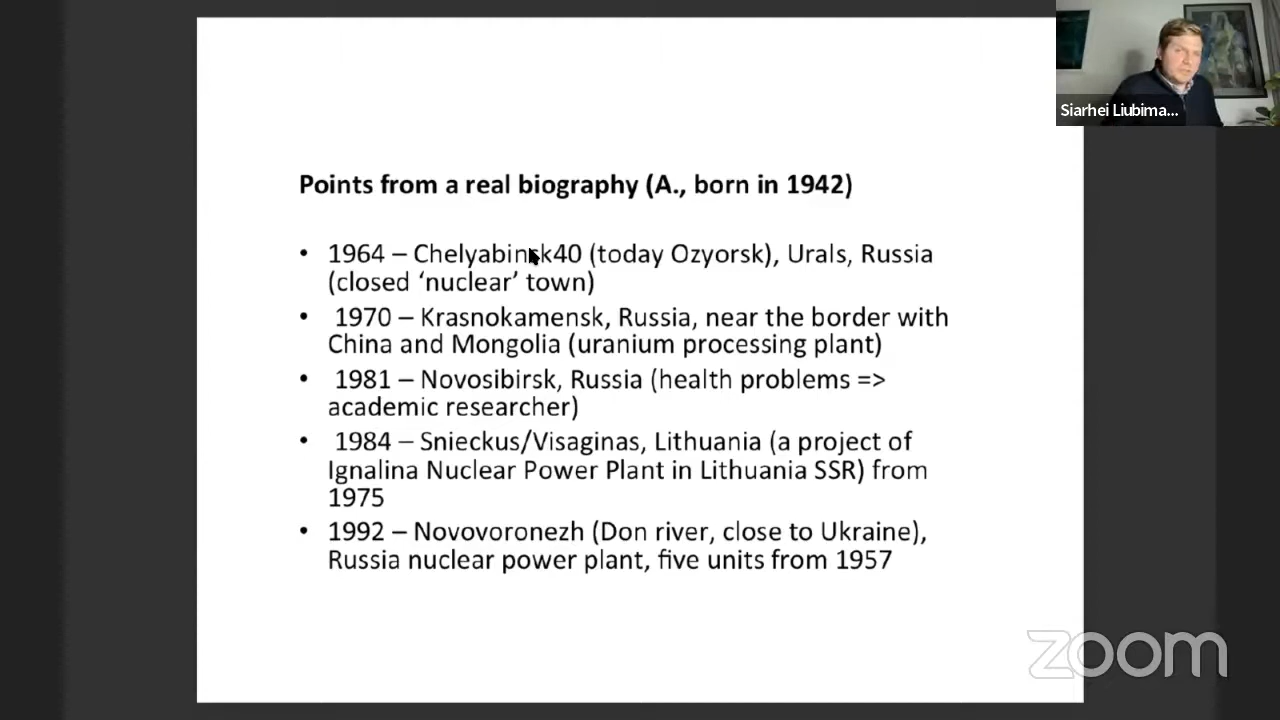 Siarhei Liubima...
Points from a real biography (A., born in 1942)
• 1964 – Chelyabinsk40 (today Ozyorsk), Urals, Russia
(closed ‘nuclear’ town)
• 1970 – Krasnokamensk, Russia, near the border with
China and Mongolia (uranium processing plant)
• 1981 – Novosibirsk, Russia (health problems =>
academic researcher)
• 1984 – Snieckus/Visaginas, Lithuania (a project of
Ignalina Nuclear Power Plant in Lithuania SSR) from
1975
• 1992 – Novovoronezh (Don river, close to Ukraine),
Russia nuclear power plant, five units from 1957
zoom